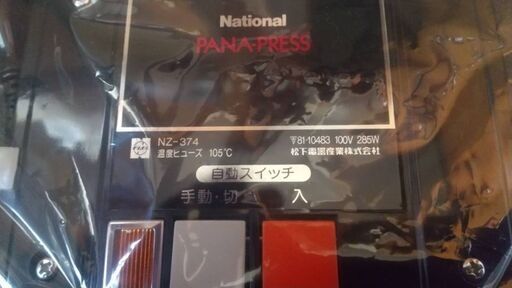 National
PANA-PRESS
NZ-374 〒81-10483 100V 285W
温度ヒューズ 105℃ 松下電器産業株式会社
自動スイッチ
手動・切 入